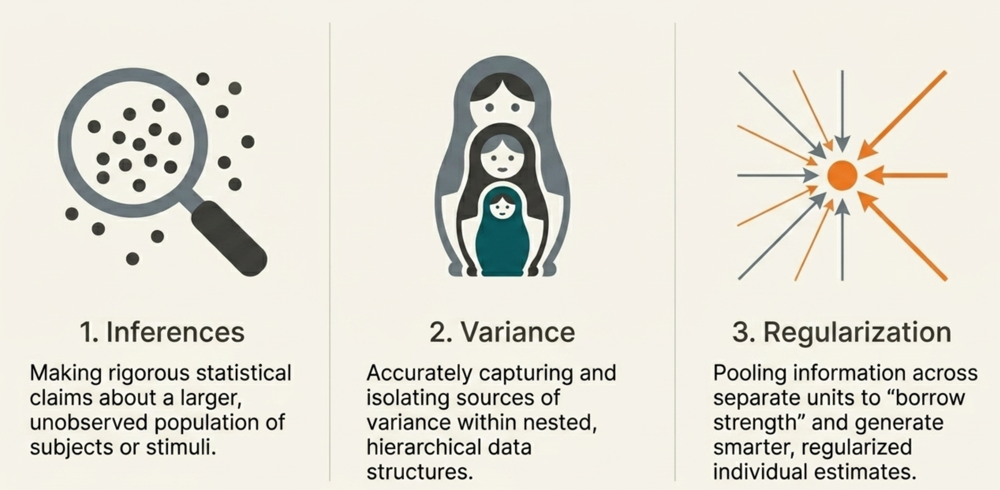 1. Inferences
Making rigorous statistical
claims about a larger,
unobserved population of
subjects or stimuli.
2. Variance
Accurately capturing and
isolating sources of
variance within nested,
hierarchical data
structures.
3. Regularization
Pooling information across
separate units to “borrow
strength” and generate
smarter, regularized
individual estimates.